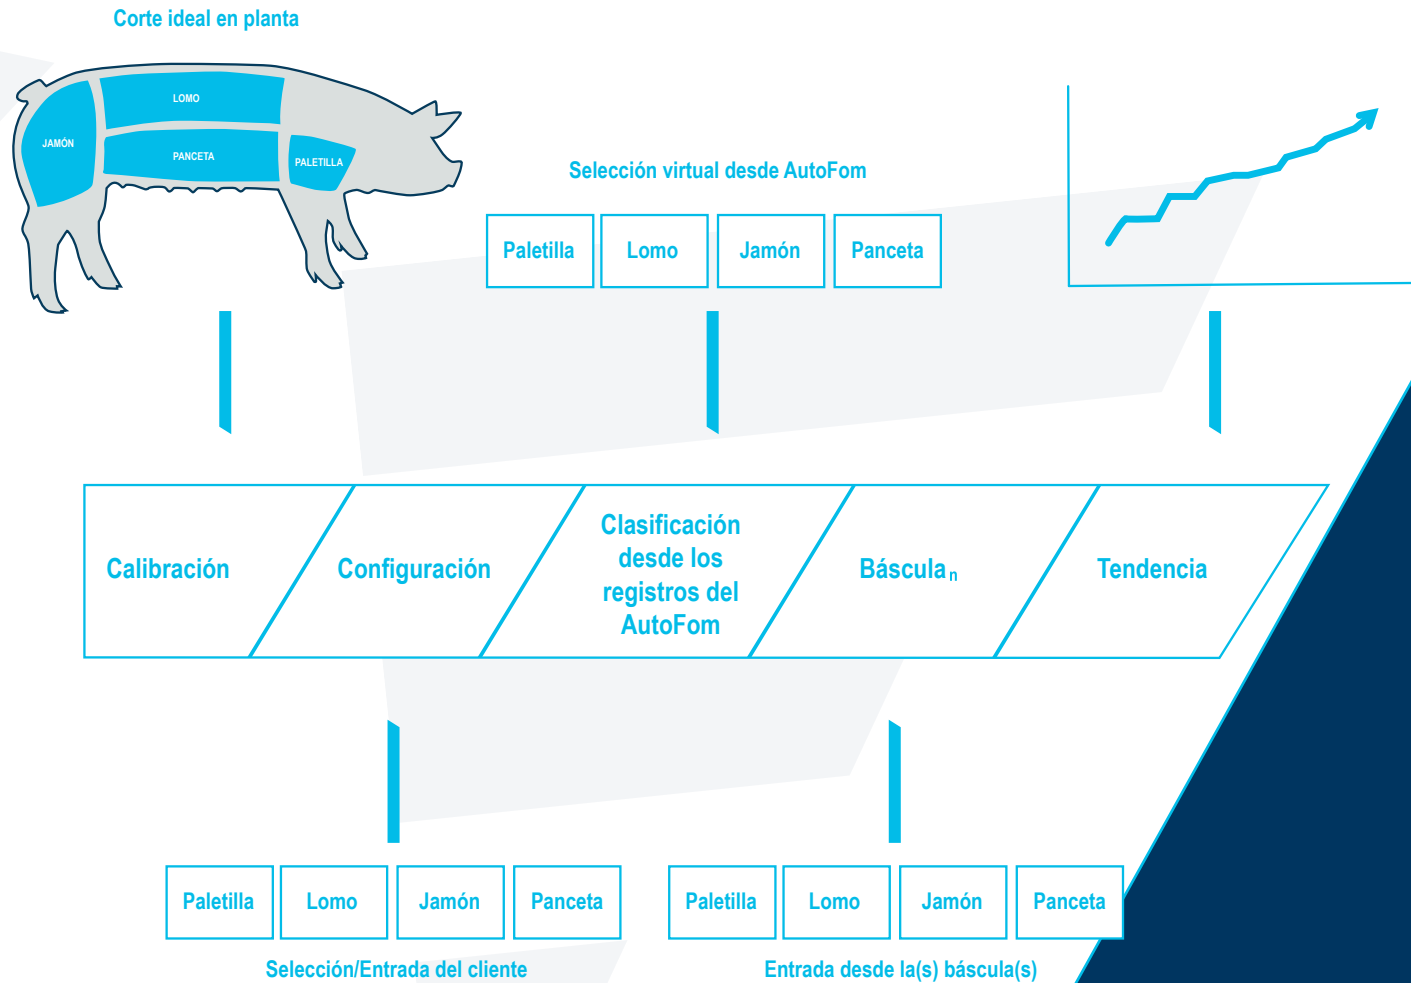 Corte ideal en planta
LOMO
JAMÓN
PANCETA
PALETILLA
Selección virtual desde AutoFom
Paletilla
Lomo
Jamón
Panceta
Calibración
Configuración
Clasificación
desde los
registros del
AutoFom
Báscula n
Tendencia
Paletilla
Lomo
Jamón
Panceta
Selección/Entrada del cliente
Paletilla
Lomo
Jamón
Panceta
Entrada desde la(s) báscula(s)